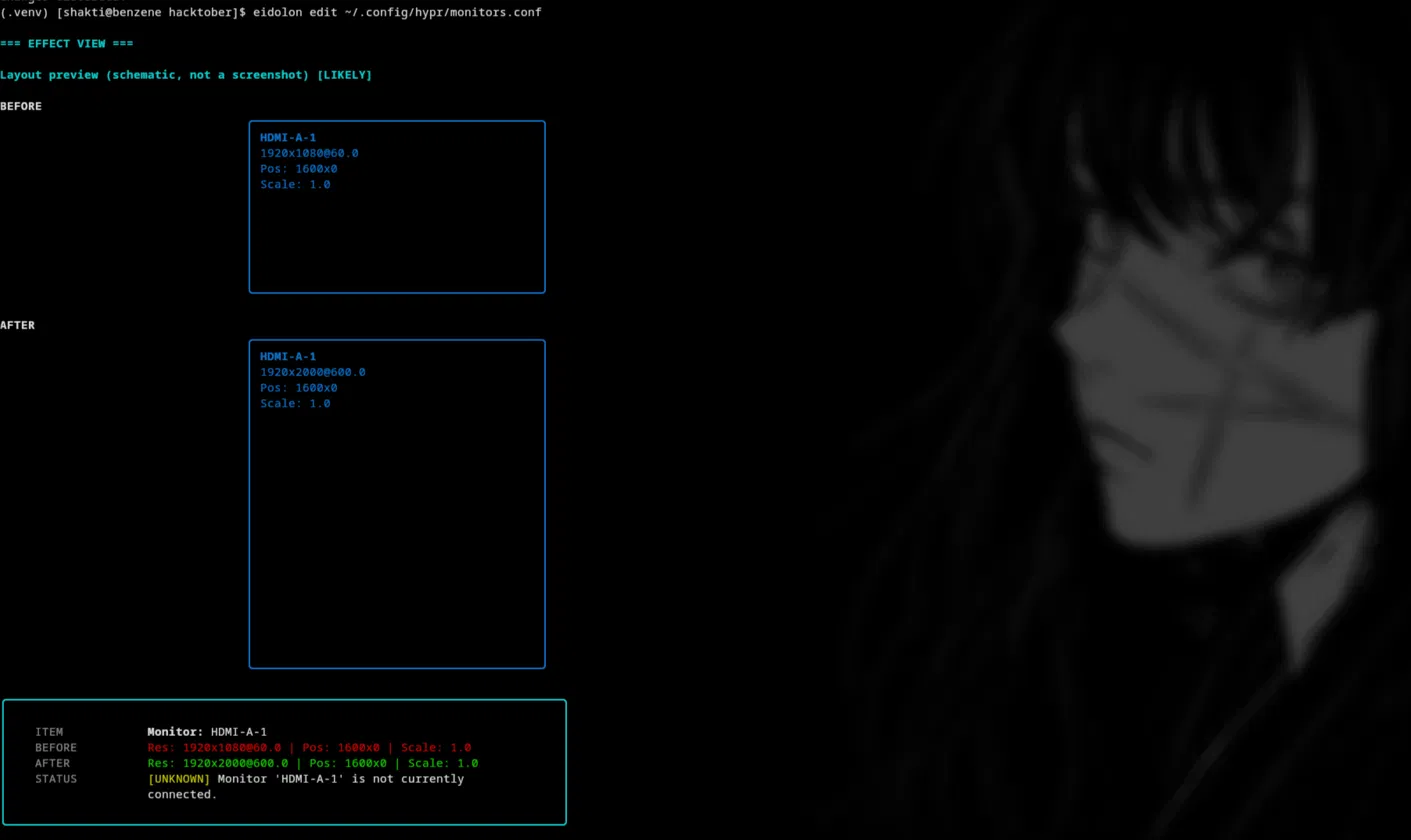 (.venv) [shakti@benzene hacktober]$ eidolon edit ~/.config/hypr/monitors.conf
=== EFFECT VIEW ===
Layout preview (schematic, not a screenshot) [LIKELY]
BEFORE
HDMI-A-1
1920x1080@60.0
Pos: 1600x0
Scale: 1.0
AFTER
HDMI-A-1
1920x2000@600.0
Pos: 1600x0
Scale: 1.0
ITEM Monitor: HDMI-A-1
BEFORE Res: 1920x1080@60.0 | Pos: 1600x0 | Scale: 1.0
AFTER Res: 1920x2000@600.0 | Pos: 1600x0 | Scale: 1.0
STATUS [UNKNOWN] Monitor 'HDMI-A-1' is not currently
connected.